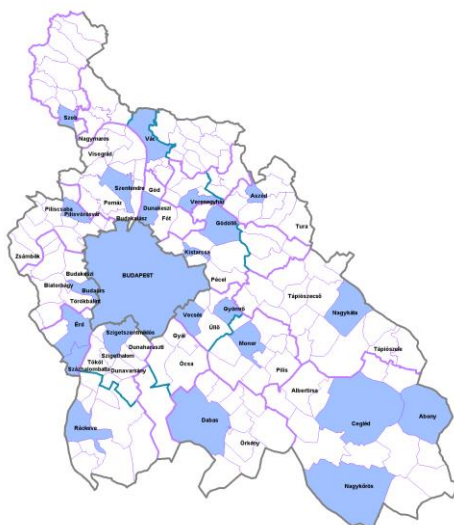 Szob
Nagymaros
Vác
Visegrád
Szentendre
Göd
Aszód
Veresegyház
Pomáz
Dunakeszi
Piliscsaba
Pilisvörösvár
Budakalász
Fót
Gödöllő
Tura
Kistarcsa
Zsámbék
Budakeszi
BUDAPEST
Pécel
Biatorbágy
Budaörs
Törökbálint
Tápiószecső
Nagykáta
Gyömrő
Vecsés
Érd
Üllő
Szigetszentmiklós
Gyál
Monor
Dunaharaszti
Tápiószele
Szigethalom
Tököl
Ócsa
Pilis
Dunavarsány
Százhalombatta
Albertirsa
Abony
Cegléd
Ráckeve
Dabas
Örkény
Nagykőrös